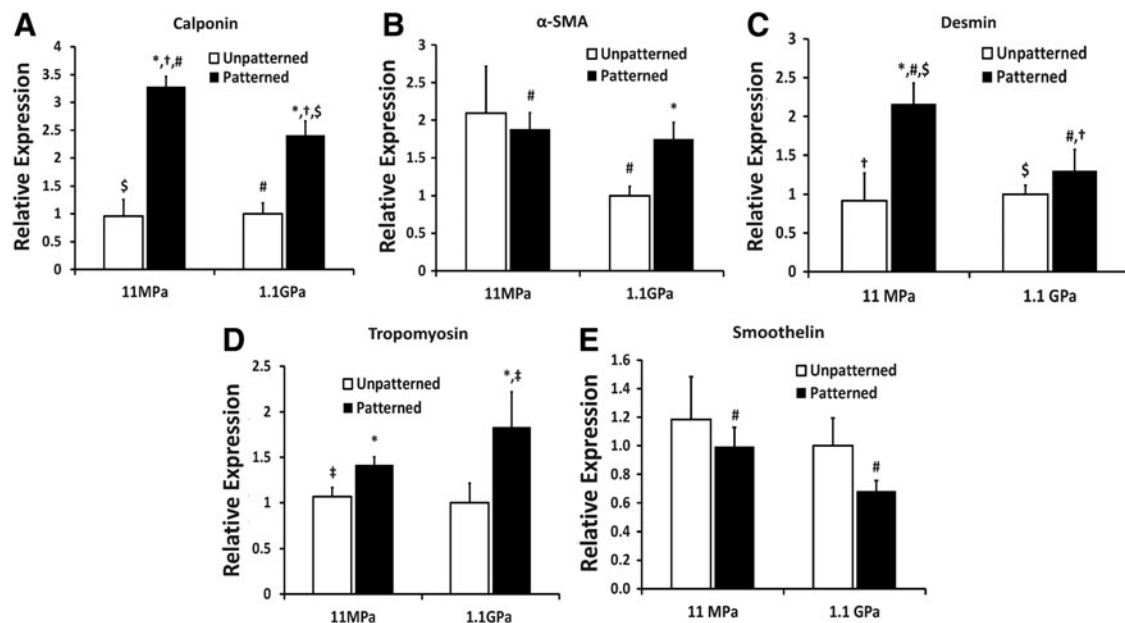 A
Calponin
Relative Expression
4
3.5
3
2.5
2
1.5
1
0.5
0
Unpatterned
Patterned
*,†,#
*,†,$
$
#
11MPa
1.1GPa
B
α-SMA
Relative Expression
3
2.5
2
1.5
1
0.5
0
Unpatterned
Patterned
#
*
#
11MPa
1.1GPa
C
Desmin
Relative Expression
3
2.5
2
1.5
1
0.5
0
Unpatterned
Patterned
*,#,$
#,†
†
$
11 MPa
1.1 GPa
D
Tropomyosin
Relative Expression
2.5
2
1.5
1
0.5
0
Unpatterned
Patterned
*,‡
*
‡
11MPa
1.1GPa
E
Smoothelin
Relative Expression
1.6
1.4
1.2
1.0
0.8
0.6
0.4
0.2
0.0
Unpatterned
Patterned
#
#
11 MPa
1.1 GPa